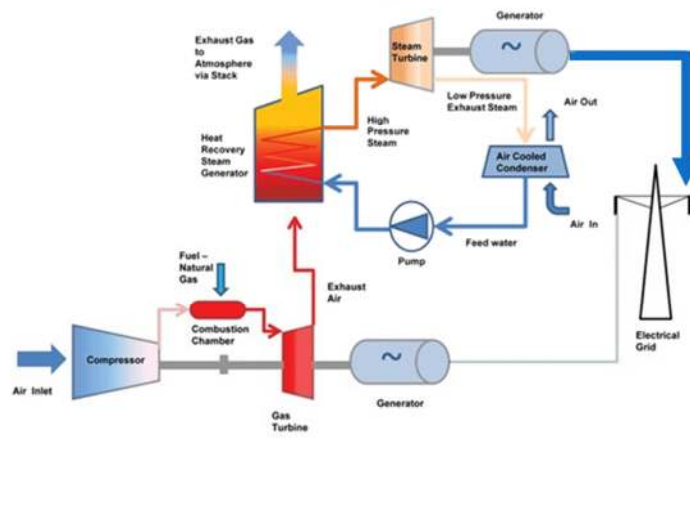 Generator
Exhaust Gas
to
Atmosphere
via Stack
Steam
Turbine
Low Pressure
Exhaust Steam
Air Out
High
Pressure
Steam
Heat
Recovery
Steam
Generator
Air Cooled
Condenser
Air In
Feed water
Pump
Fuel –
Natural
Gas
Exhaust
Air
Combustion
Chamber
Electrical
Grid
Compressor
Air Inlet
Generator
Gas
Turbine